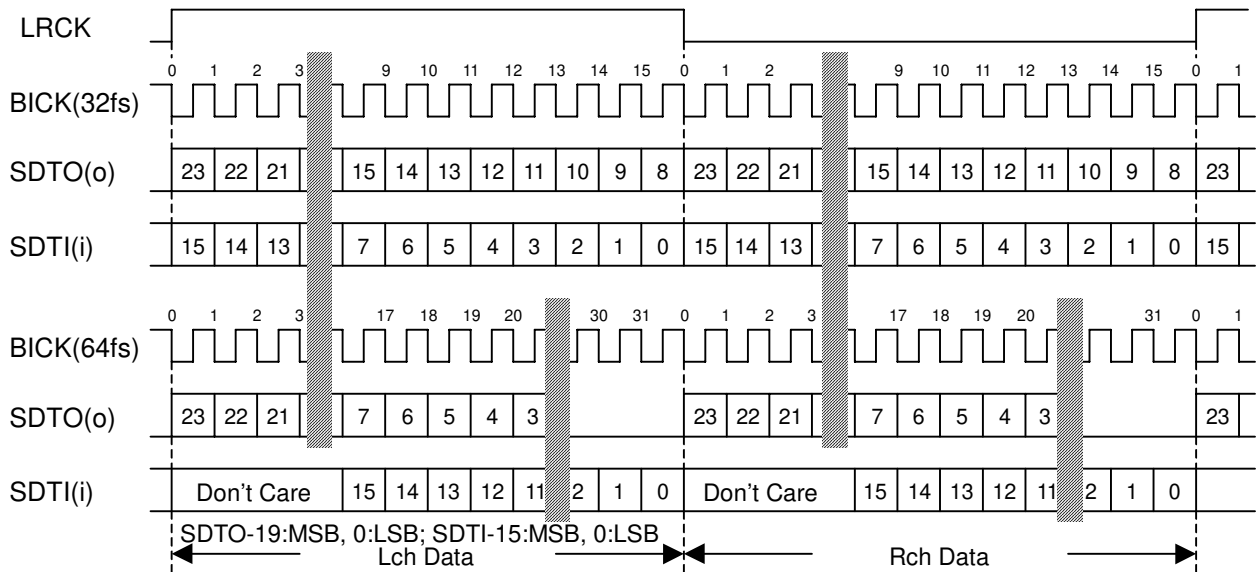 LRCK
0 1 2 3 9 10 11 12 13 14 15 0 1 2 9 10 11 12 13 14 15 0 1
BICK(32fs)
SDTO(o) 23 22 21 15 14 13 12 11 10 9 8 23 22 21 15 14 13 12 11 10 9 8 23
SDTI(i) 15 14 13 7 6 5 4 3 2 1 0 15 14 13 7 6 5 4 3 2 1 0 15
0 1 2 3 17 18 19 20 30 31 0 1 2 3 17 18 19 20 31 0 1
BICK(64fs)
SDTO(o) 23 22 21 7 6 5 4 3 23 22 21 7 6 5 4 3 23
SDTI(i) Don't Care 15 14 13 12 11 2 1 0 Don't Care 15 14 13 12 11 2 1 0
SDTO-19:MSB, 0:LSB; SDTI-15:MSB, 0:LSB
Lch Data Rch Data